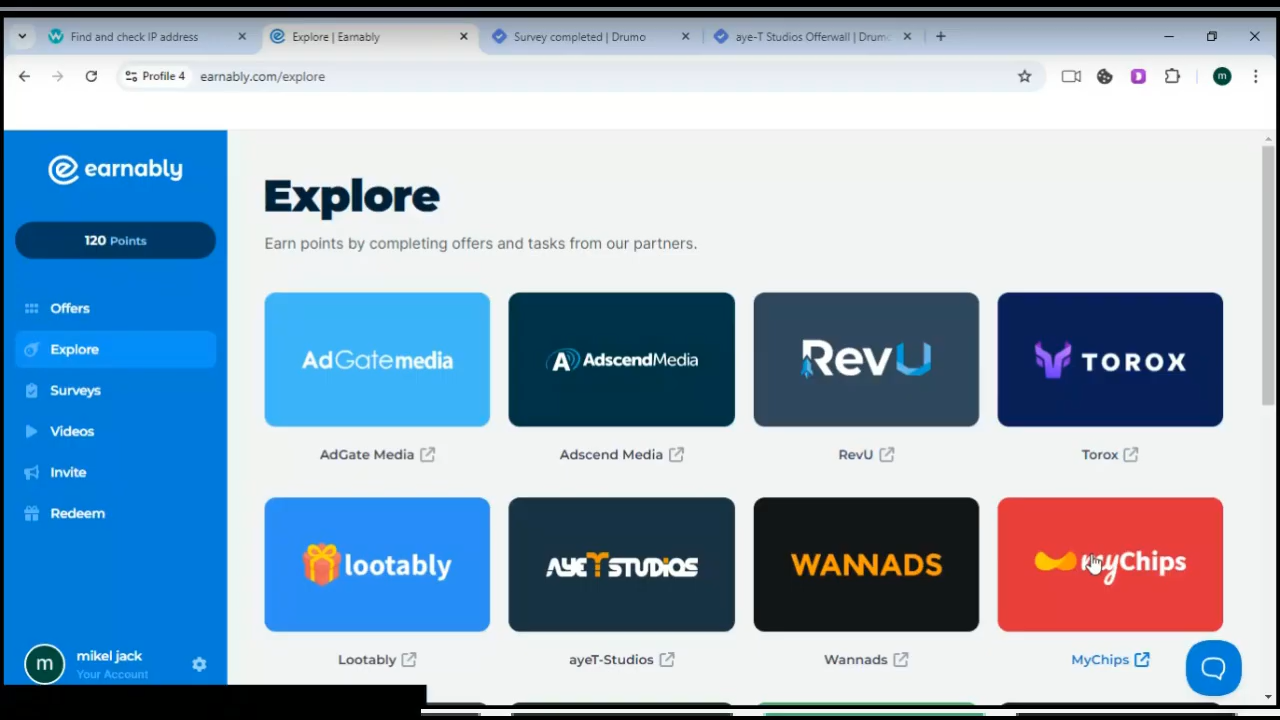 Find and check IP address
Explore | Earnably
Survey completed | Drumo
aye-T Studios Offerwall | Drumo
Profile 4
earnably.com/explore
m
earnably
120 Points
Offers
Explore
Surveys
Videos
Invite
Redeem
m
mikel jack
Your Account
Explore
Earn points by completing offers and tasks from our partners.
AdGatemedia
AdscendMedia
RevU
TOROX
AdGate Media
Adscend Media
RevU
Torox
lootably
AYETSTUDIOS
WANNADS
myChips
Lootably
ayeT-Studios
Wannads
MyChips